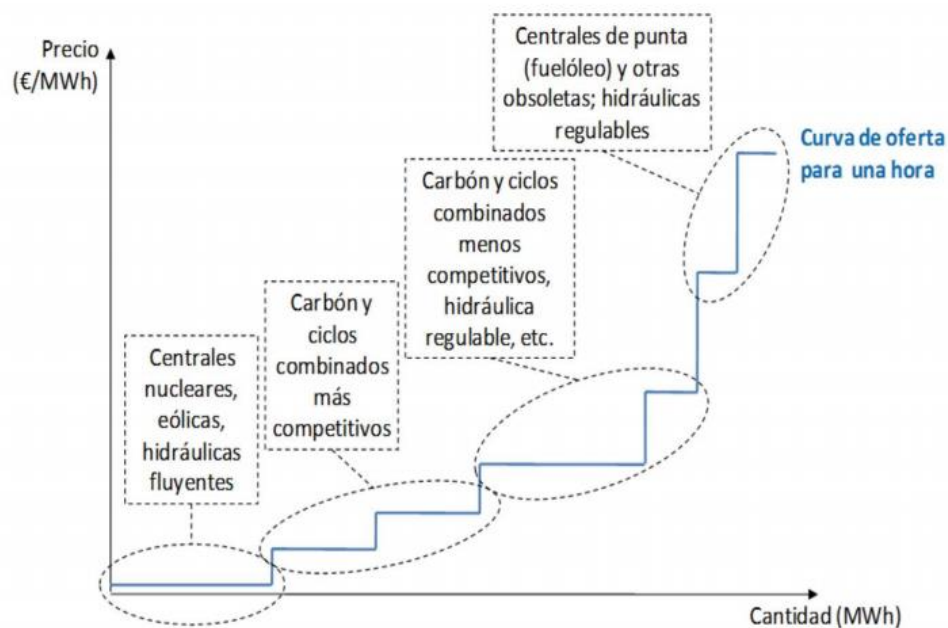 Precio
(€/MWh)
Centrales de punta
(fuelóleo) y otras
obsoletas; hidráulicas
regulables
Curva de oferta
para una hora
Carbón y ciclos
combinados
menos
competitivos,
hidráulica
regulable, etc.
Carbón y
ciclos
combinados
más
competitivos
Centrales
nucleares,
eólicas,
hidráulicas
fluyentes
Cantidad (MWh)